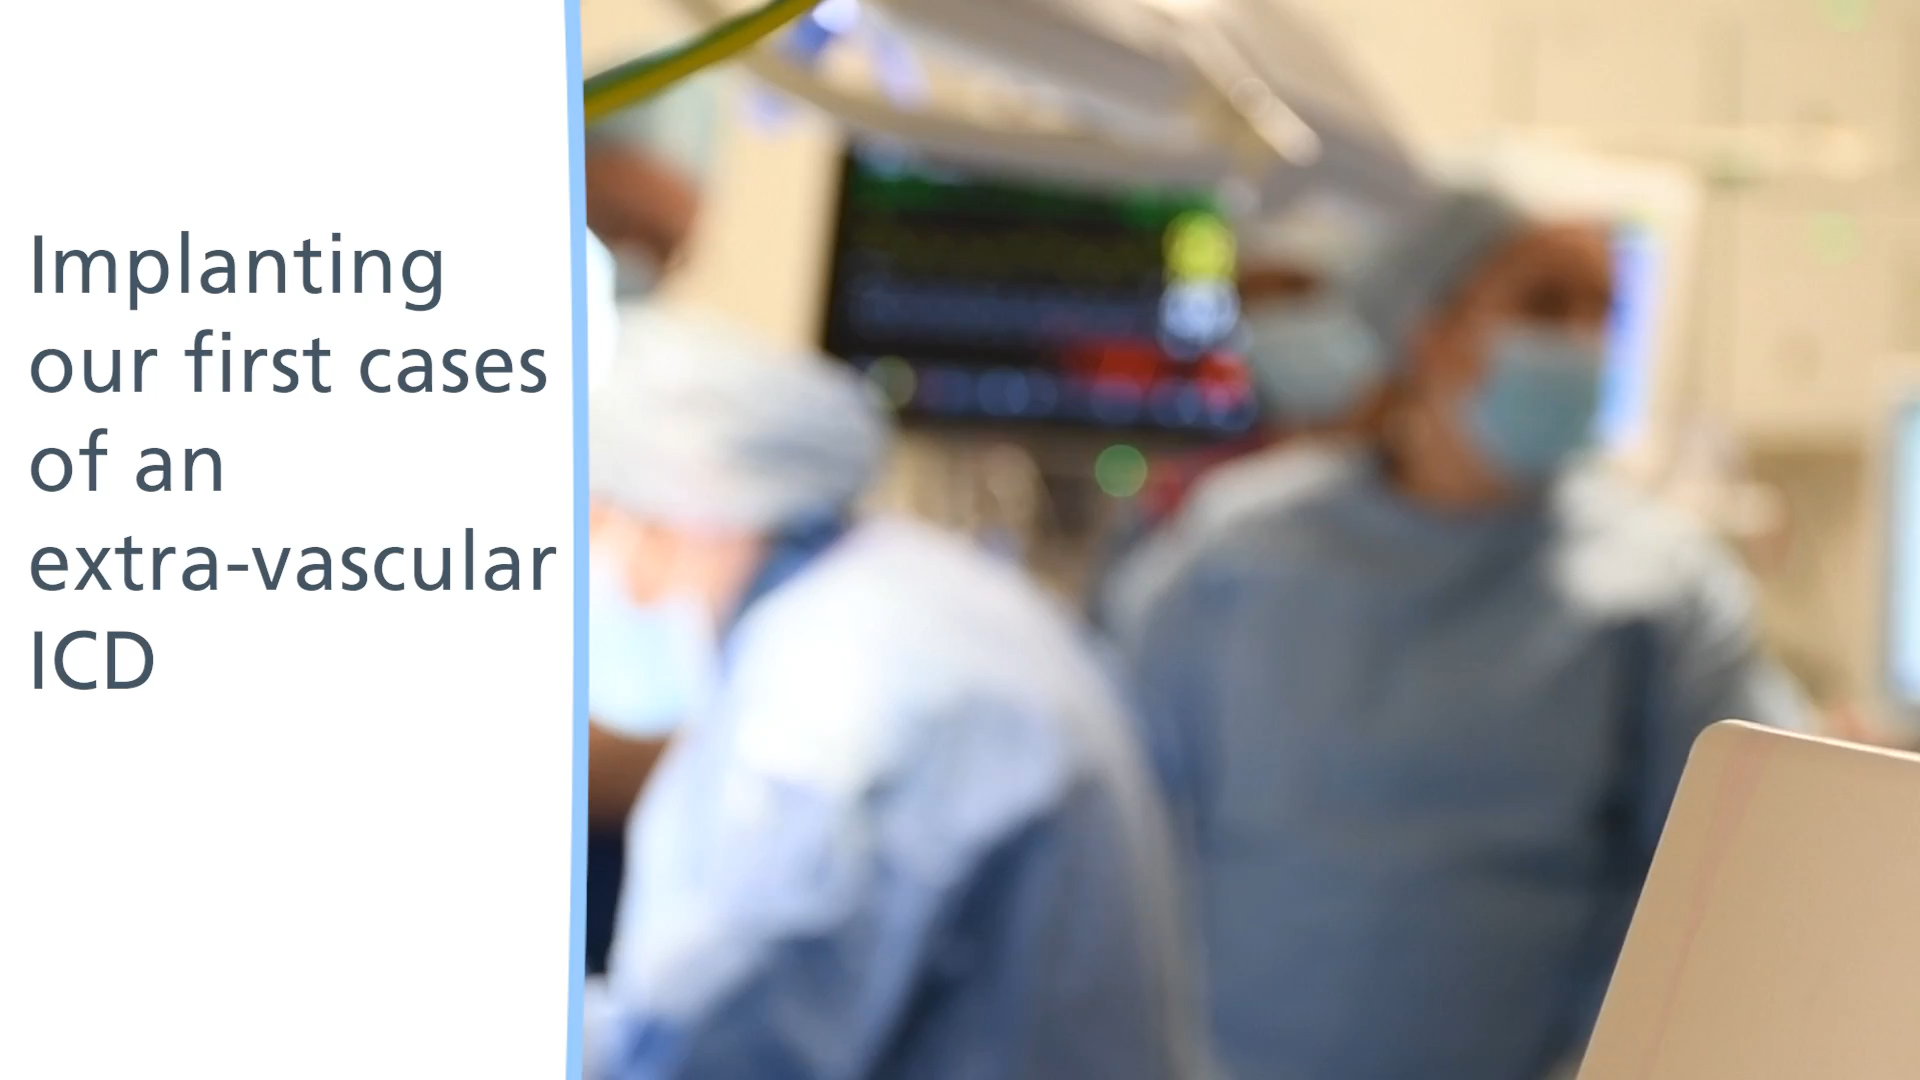 Implanting
our first cases
of an
extra-vascular
ICD